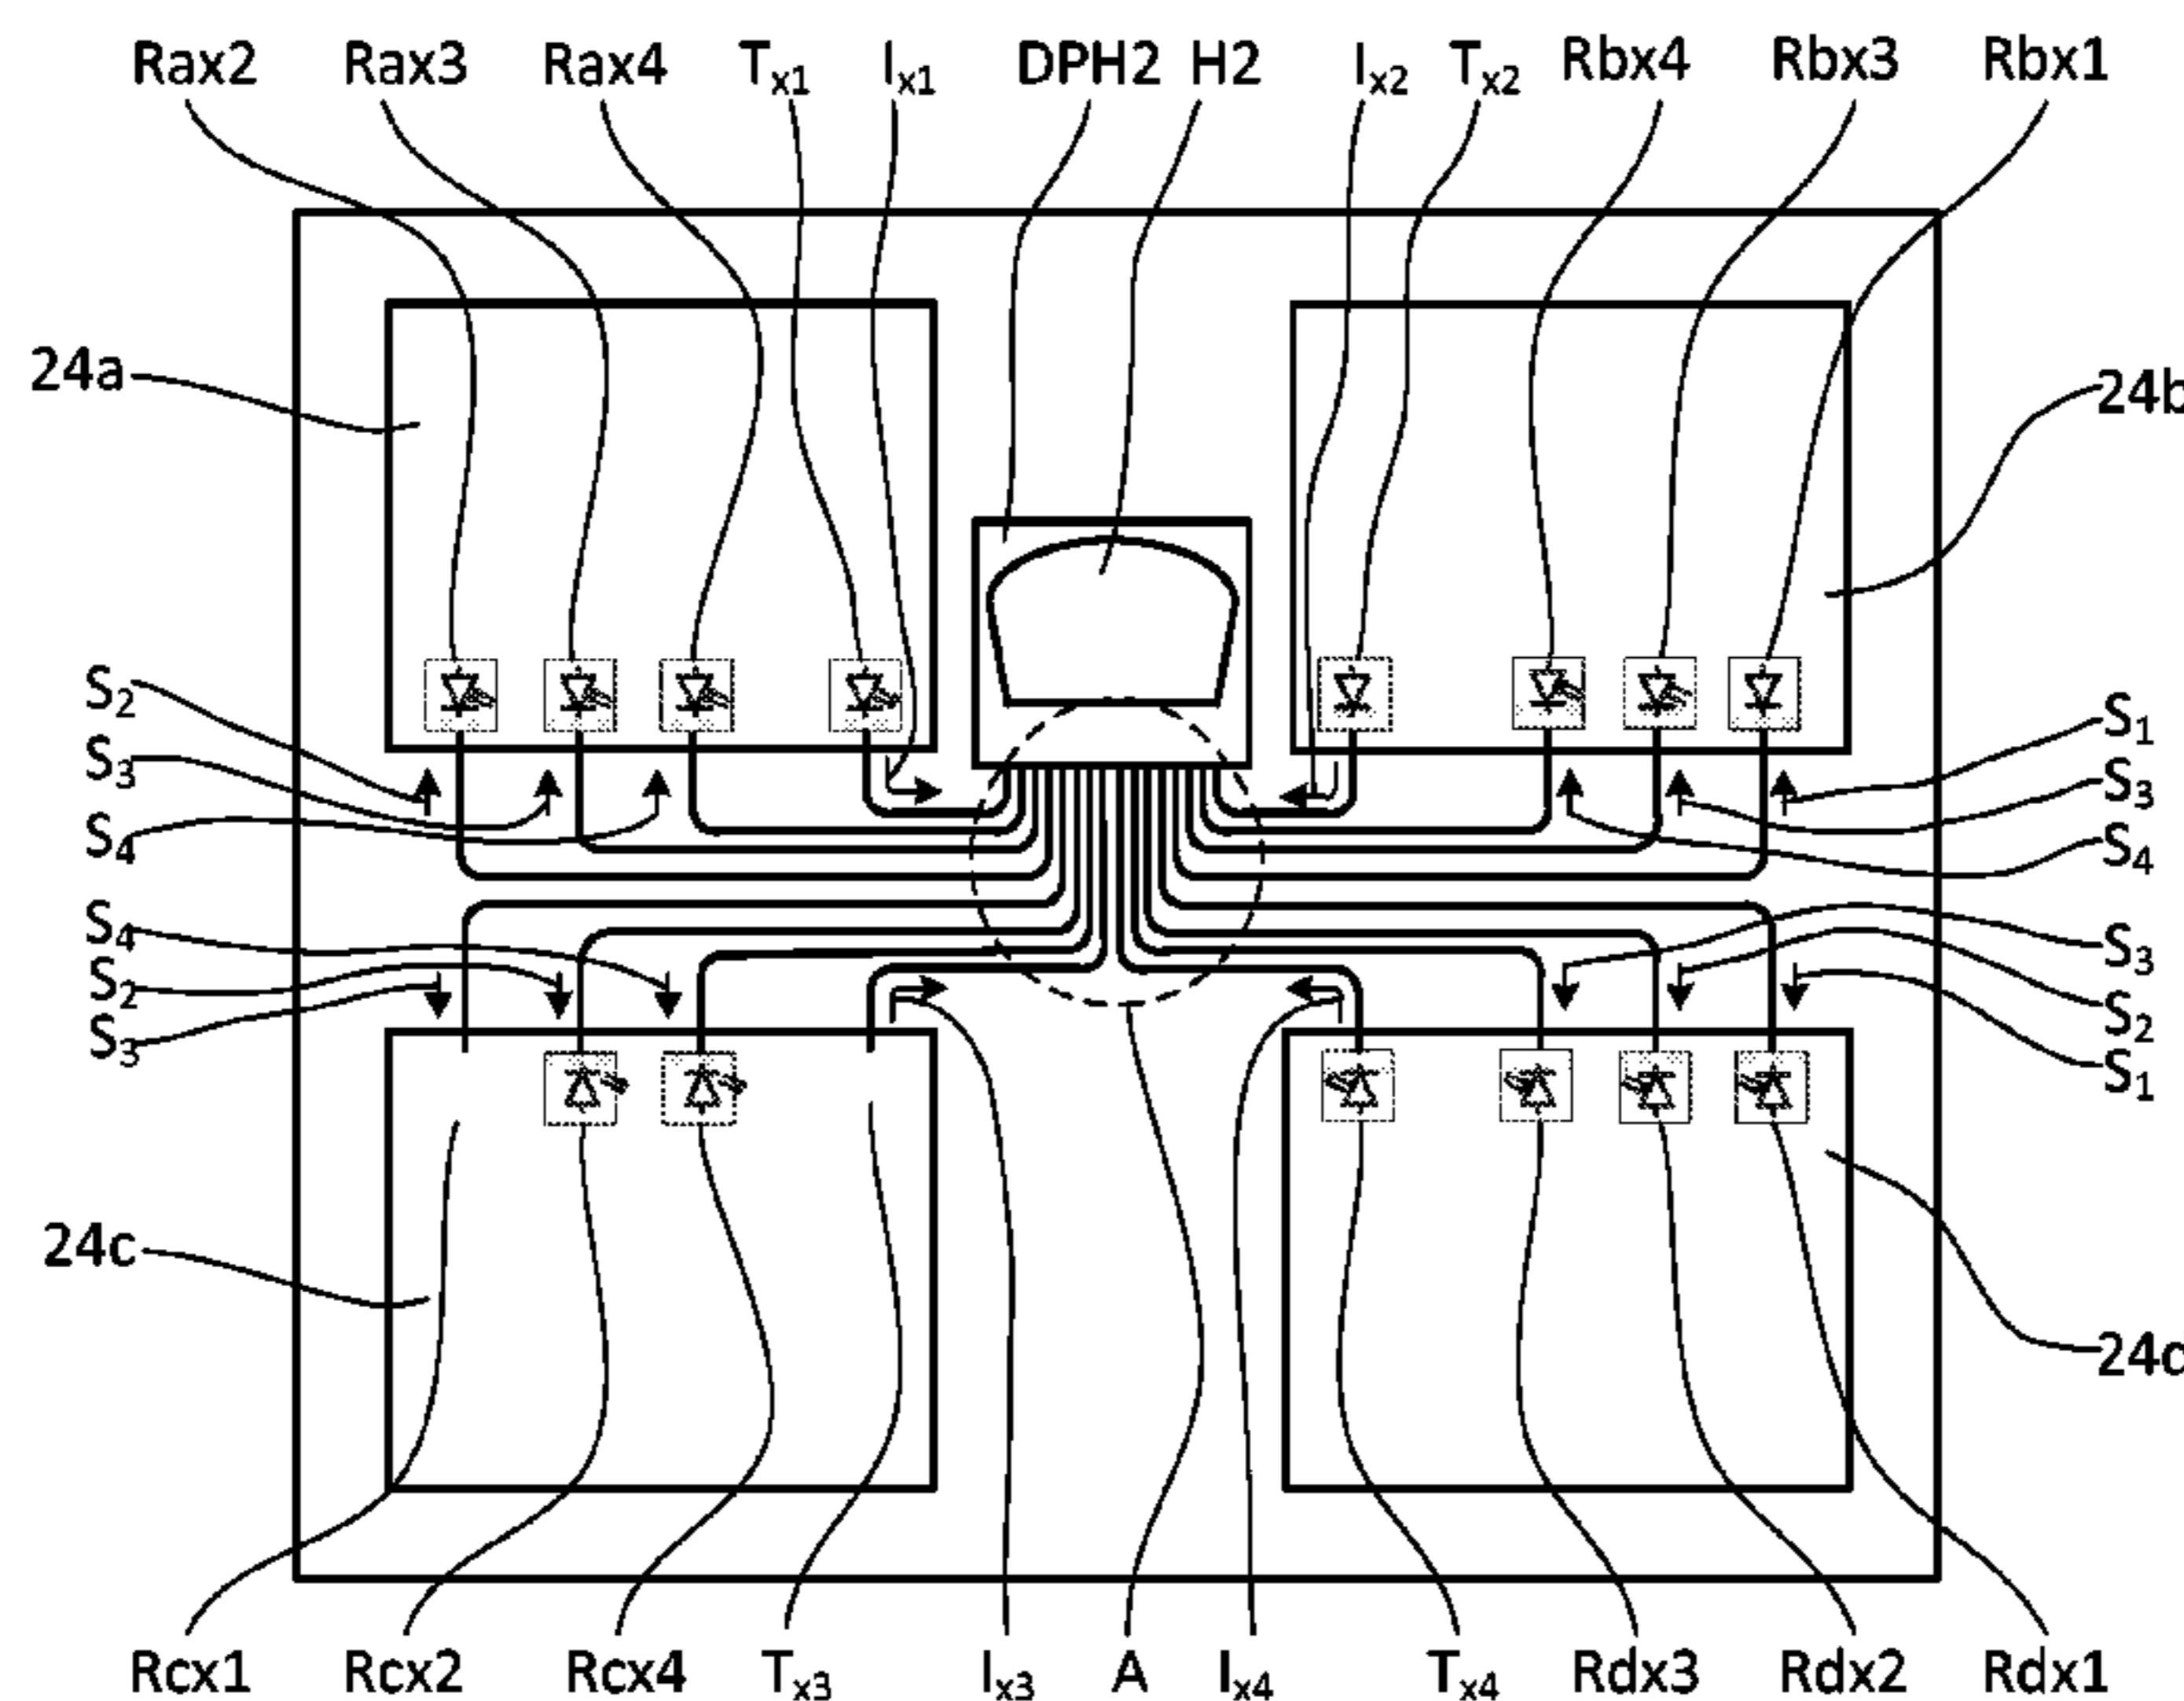 Rax2 Rax3 Rax4 Tx1 Ix1 DPH2 H2 Ix2 Tx2 Rbx4 Rbx3 Rbx1
24a
24b
S2
S1
S3
S3
S4
S4
S4
S3
S2
S2
S3
S1
24c
24d
Rcx1 Rcx2 Rcx4 Tx3 Ix3 A Ix4 Tx4 Rdx3 Rdx2 Rdx1